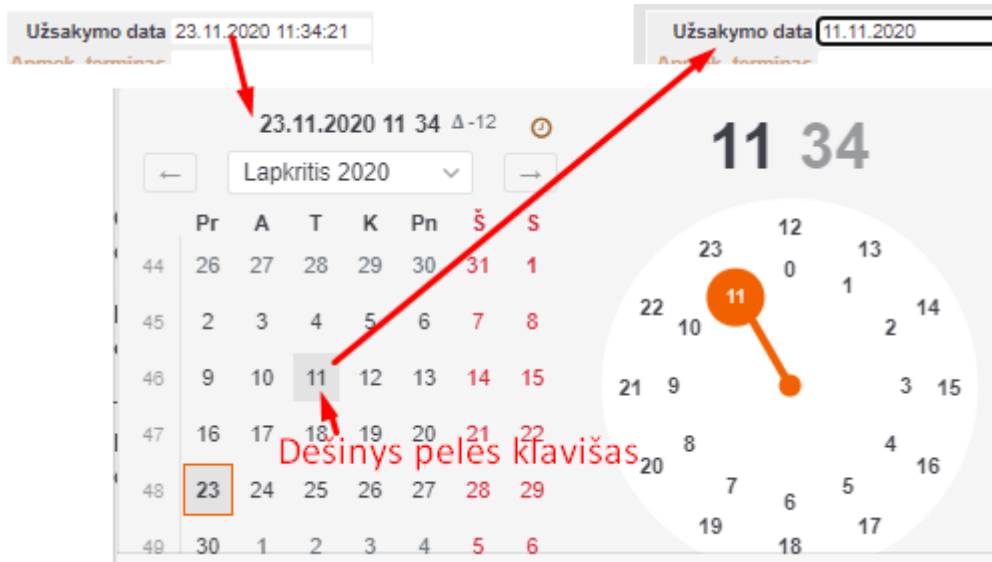 Užsakymo data 23.11.2020 11:34:21
Užsakymo data 11.11.2020
Apmok. terminas
Apmok. terminas
23.11.2020 11 34 Δ -12
11 34
← Lapkritis 2020 →
Pr A T K Pn Š S
44 26 27 28 29 30 31 1
45 2 3 4 5 6 7 8
46 9 10 11 12 13 14 15
47 16 17 18 19 20 21 22
Dešinys pelės klavišas
48 23 24 25 26 27 28 29
49 30 1 2 3 4 5 6
12
23 13
0
11 1
22 14
10 2
21 9 3 15
8 4
20 16
7 5
6
19 17
18